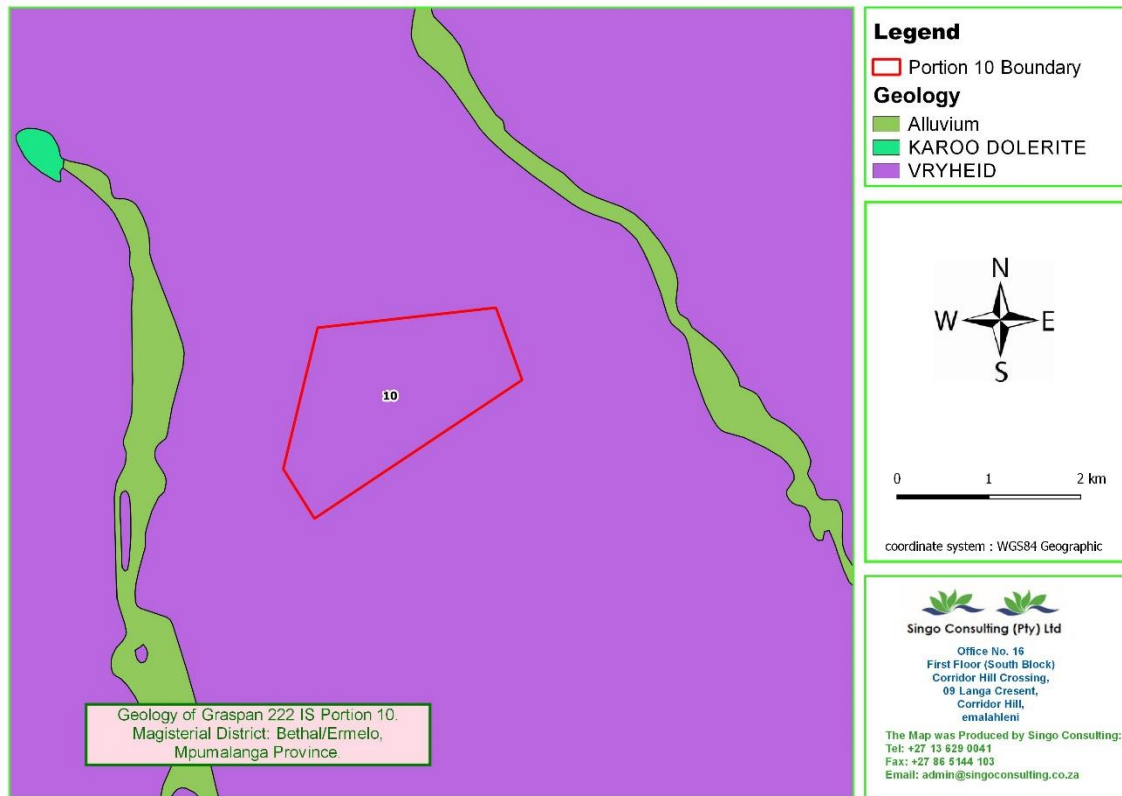 10
Geology of Graspan 222 IS Portion 10.
Magisterial District: Bethal/Ermelo,
Mpumalanga Province.
Legend
Portion 10 Boundary
Geology
Alluvium
KAROO DOLERITE
VRYHEID
N
W E
S
0 1 2 km
coordinate system : WGS84 Geographic
Singo Consulting (Pty) Ltd
Office No. 16
First Floor (South Block)
Corridor Hill Crossing,
09 Langa Cresent,
Corridor Hill,
emalahleni
The Map was Produced by Singo Consulting:
Tel: +27 13 629 0041
Fax: +27 86 5144 103
Email: admin@singoconsulting.co.za